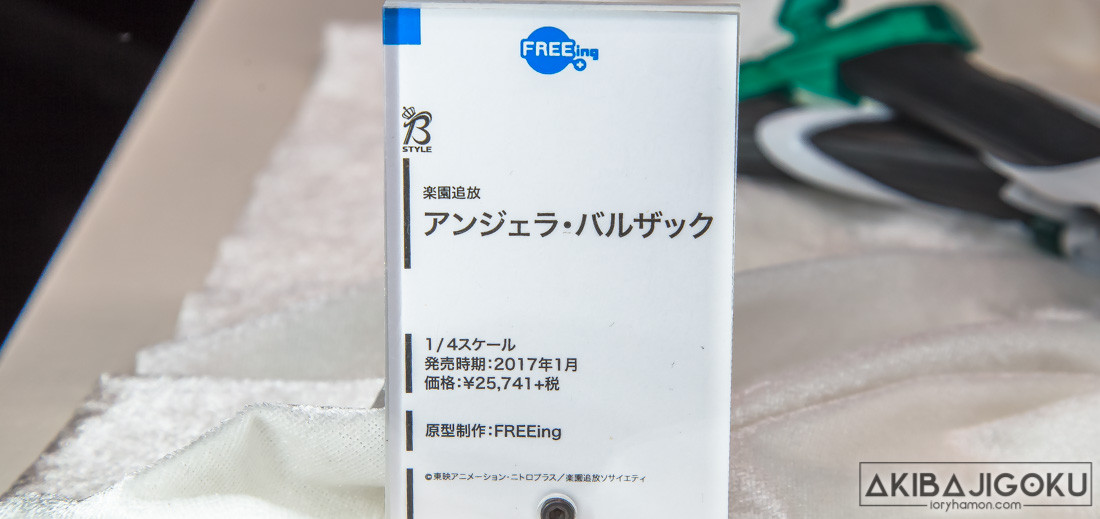 FREEing
B
STYLE
楽園追放
アンジェラ・バルザック
1/4スケール
発売時期:2017年1月
価格:¥25,741+税
原型制作:FREEing
©東映アニメーション・ニトロプラス/楽園追放ソサイエティ
AKIBAJIGOKU
ioryhamon.com